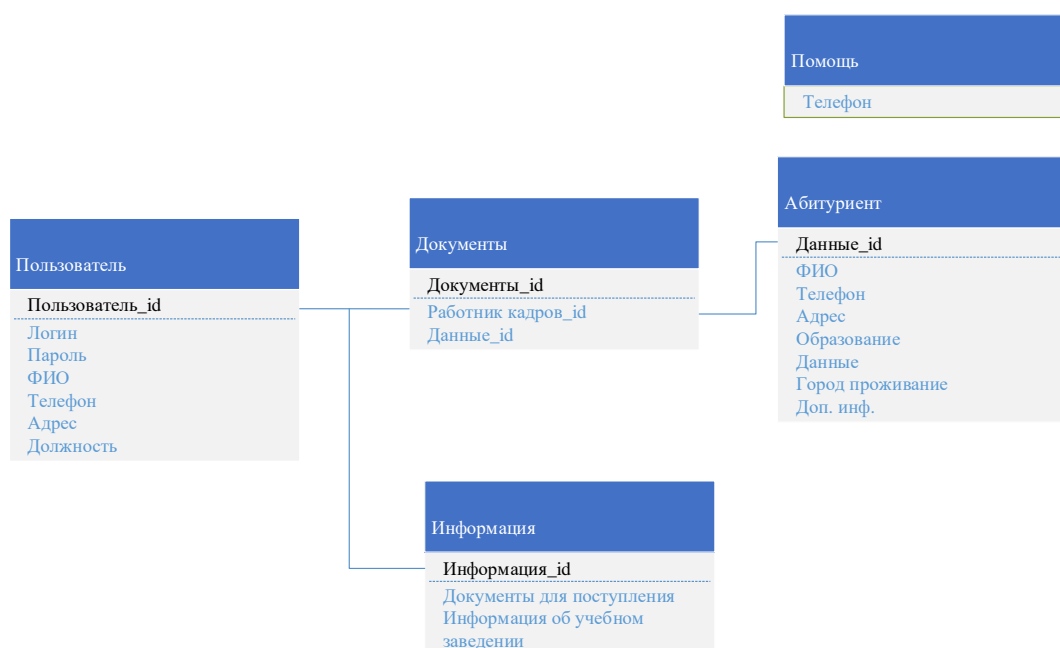 Помощь
Телефон
Абитуриент
Данные_id
ФИО
Телефон
Адрес
Образование
Данные
Город проживание
Доп. инф.
Документы
Документы_id
Работник кадров_id
Данные_id
Пользователь
Пользователь_id
Логин
Пароль
ФИО
Телефон
Адрес
Должность
Информация
Информация_id
Документы для поступления
Информация об учебном
заведении